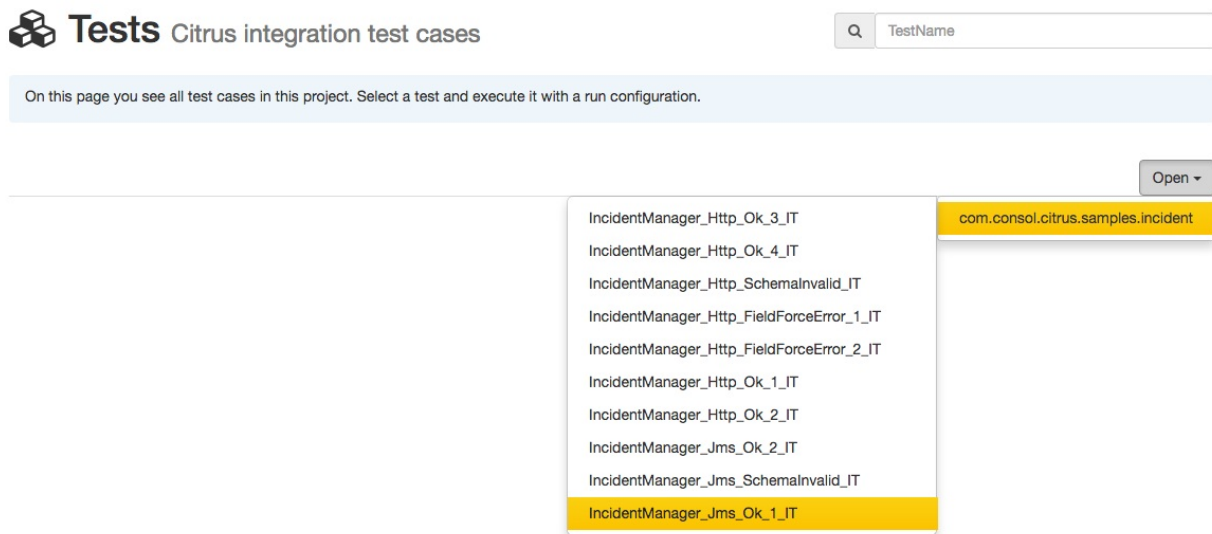 Tests Citrus integration test cases
TestName
On this page you see all test cases in this project. Select a test and execute it with a run configuration.
Open
IncidentManager_Http_Ok_3_IT
com.consol.citrus.samples.incident
IncidentManager_Http_Ok_4_IT
IncidentManager_Http_SchemaInvalid_IT
IncidentManager_Http_FieldForceError_1_IT
IncidentManager_Http_FieldForceError_2_IT
IncidentManager_Http_Ok_1_IT
IncidentManager_Http_Ok_2_IT
IncidentManager_Jms_Ok_2_IT
IncidentManager_Jms_SchemaInvalid_IT
IncidentManager_Jms_Ok_1_IT